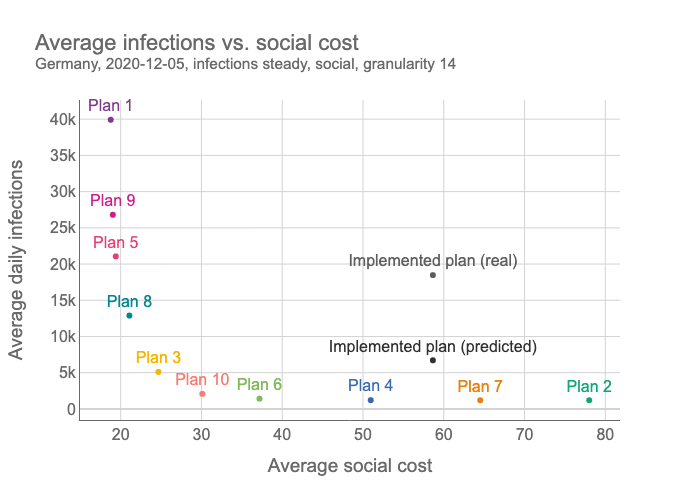 Average infections vs. social cost
Germany, 2020-12-05, infections steady, social, granularity 14
Plan 1
40k
35k
Plan 9
30k
25k
Plan 5
Implemented plan (real)
20k
Plan 8
15k
Implemented plan (predicted)
10k
Plan 3
Plan 10
Plan 6
Plan 4
Plan 7
Plan 2
5k
0
20 30 40 50 60 70 80
Average social cost
Average daily infections